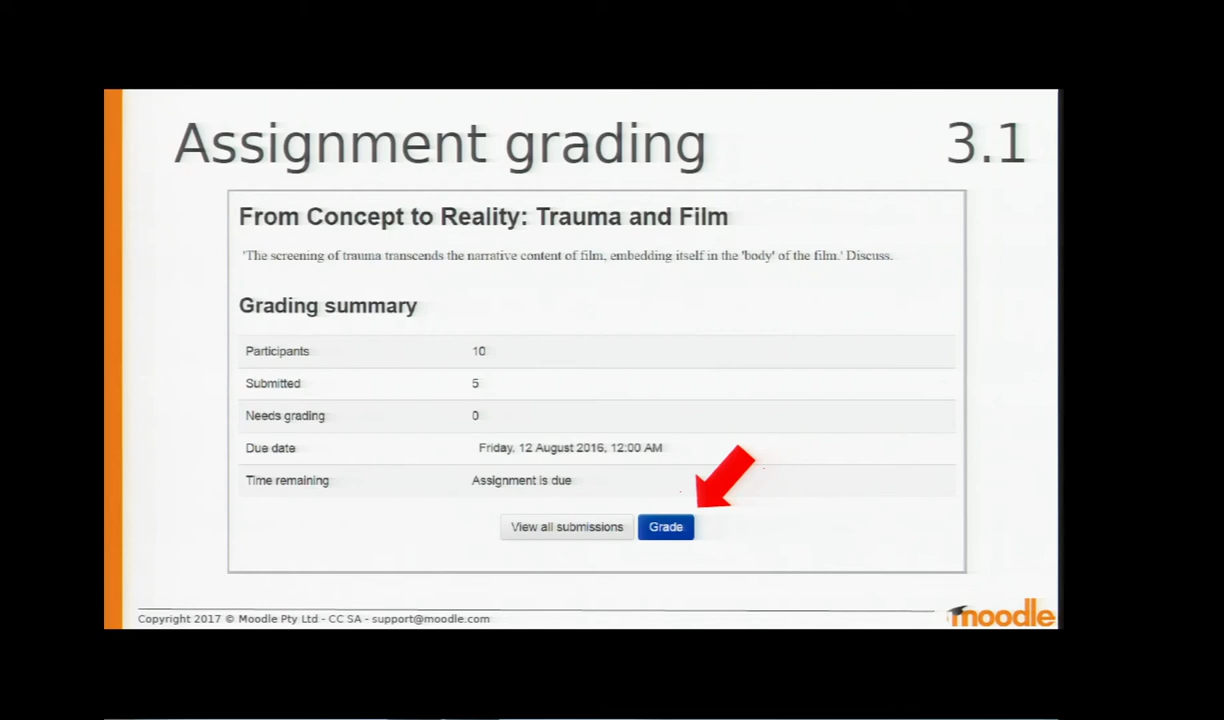 Assignment grading 3.1
From Concept to Reality: Trauma and Film
'The screening of trauma transcends the narrative content of film, embedding itself in the 'body' of the film.' Discuss.
Grading summary
Participants 10
Submitted 5
Needs grading 0
Due date Friday, 12 August 2016, 12:00 AM
Time remaining Assignment is due
View all submissions Grade
Copyright 2017 © Moodle Pty Ltd - CC SA - support@moodle.com
moodle